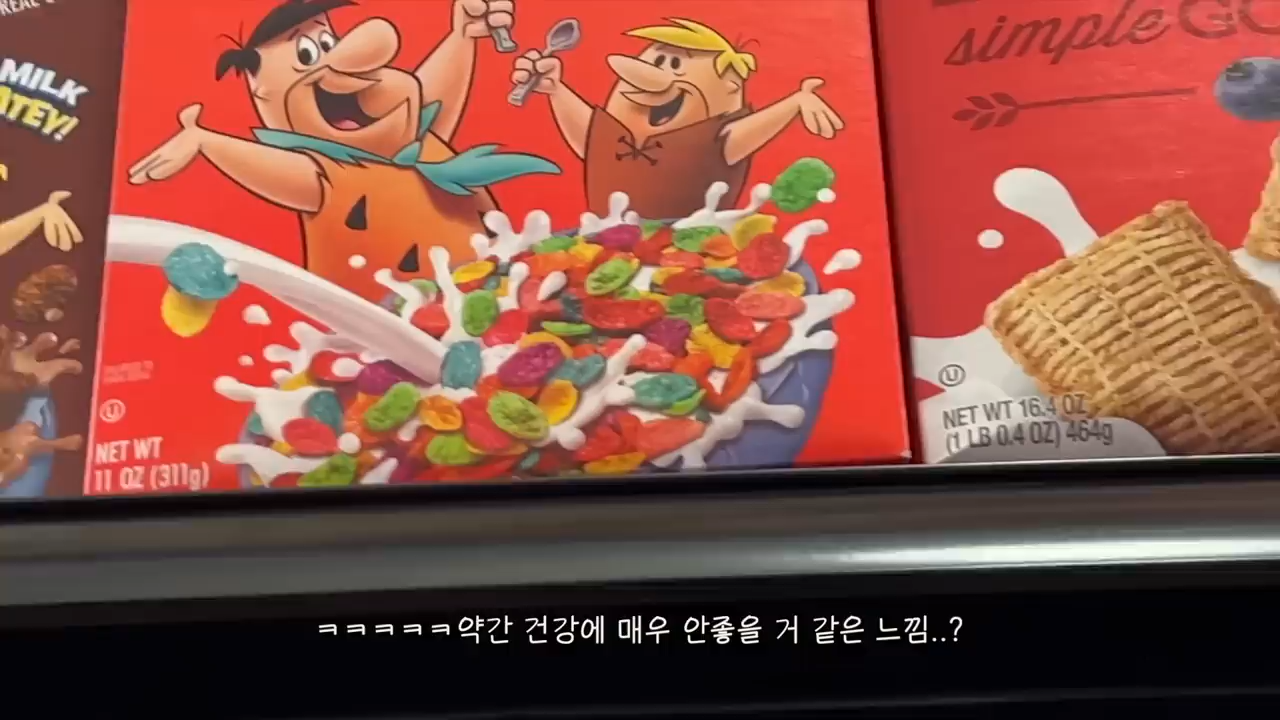 MILK
ATEY!
simple GO
U
NET WT
11 OZ (311g)
U
NET WT 16.4 OZ
(1 LB 0.4 OZ) 464g
ㅋㅋㅋㅋㅋ약간 건강에 매우 안좋을 거 같은 느낌..?